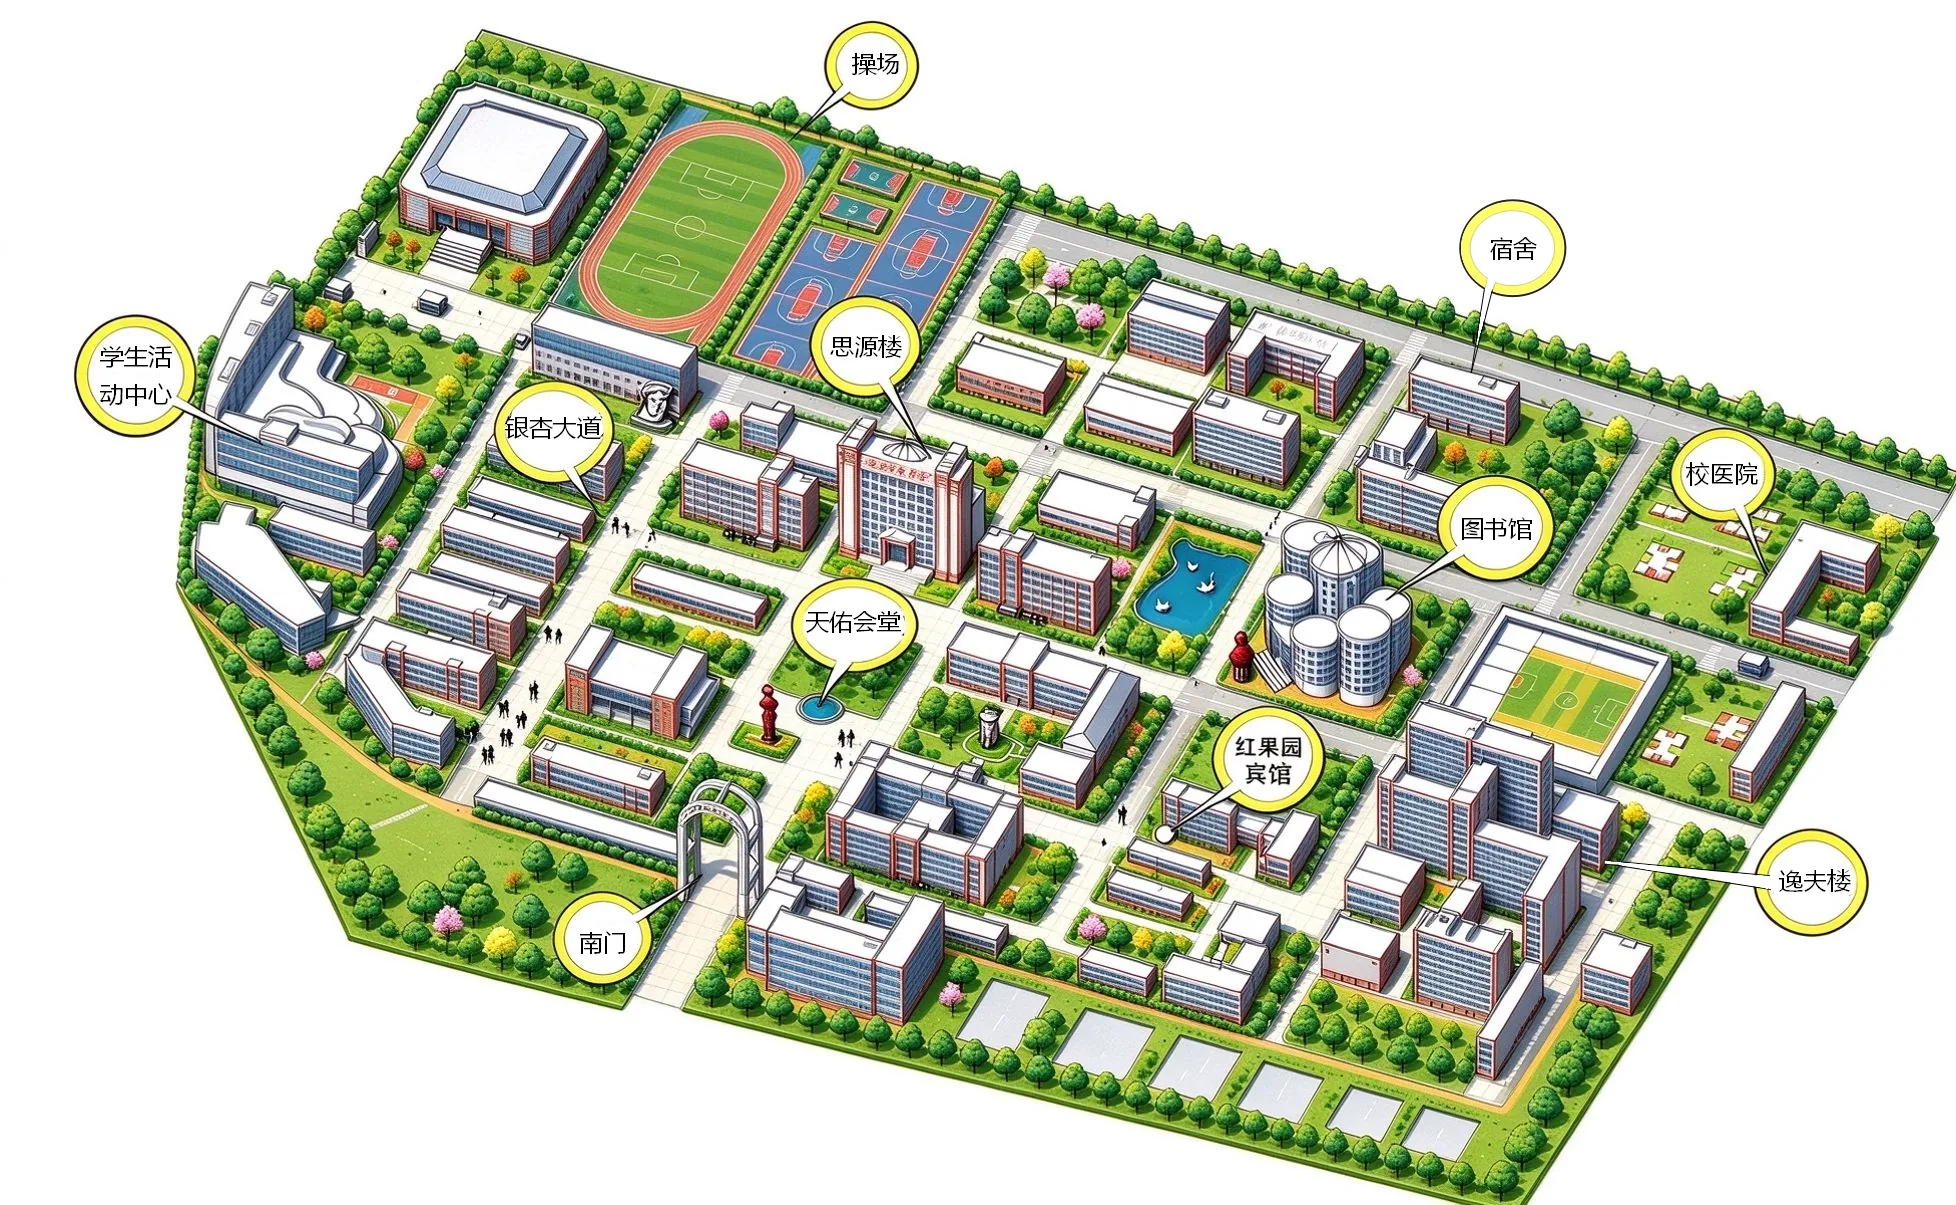 操场
宿舍
思源楼
学生活
动中心
银杏大道
校医院
图书馆
天佑会堂
红果园
宾馆
逸夫楼
南门